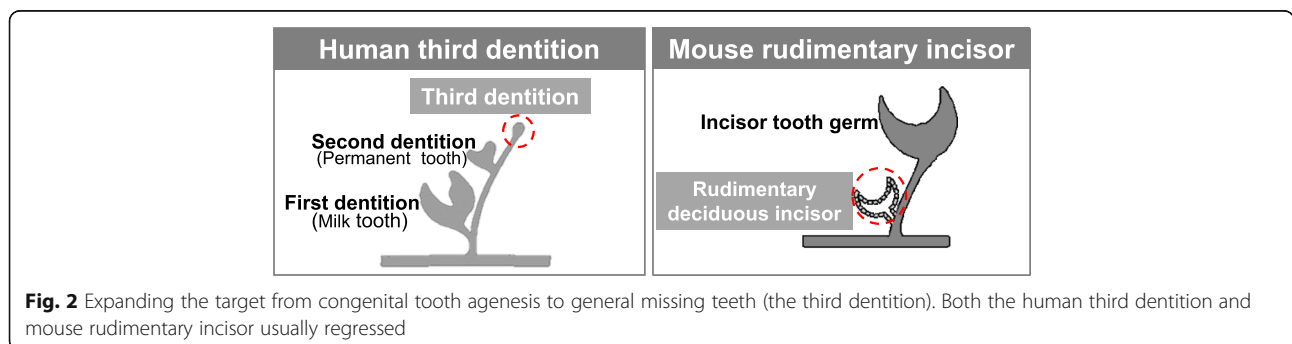 Human third dentition
Third dentition
Second dentition
(Permanent tooth)
First dentition
(Milk tooth)
Mouse rudimentary incisor
Incisor tooth germ
Rudimentary
deciduous incisor
Fig. 2 Expanding the target from congenital tooth agenesis to general missing teeth (the third dentition). Both the human third dentition and
mouse rudimentary incisor usually regressed